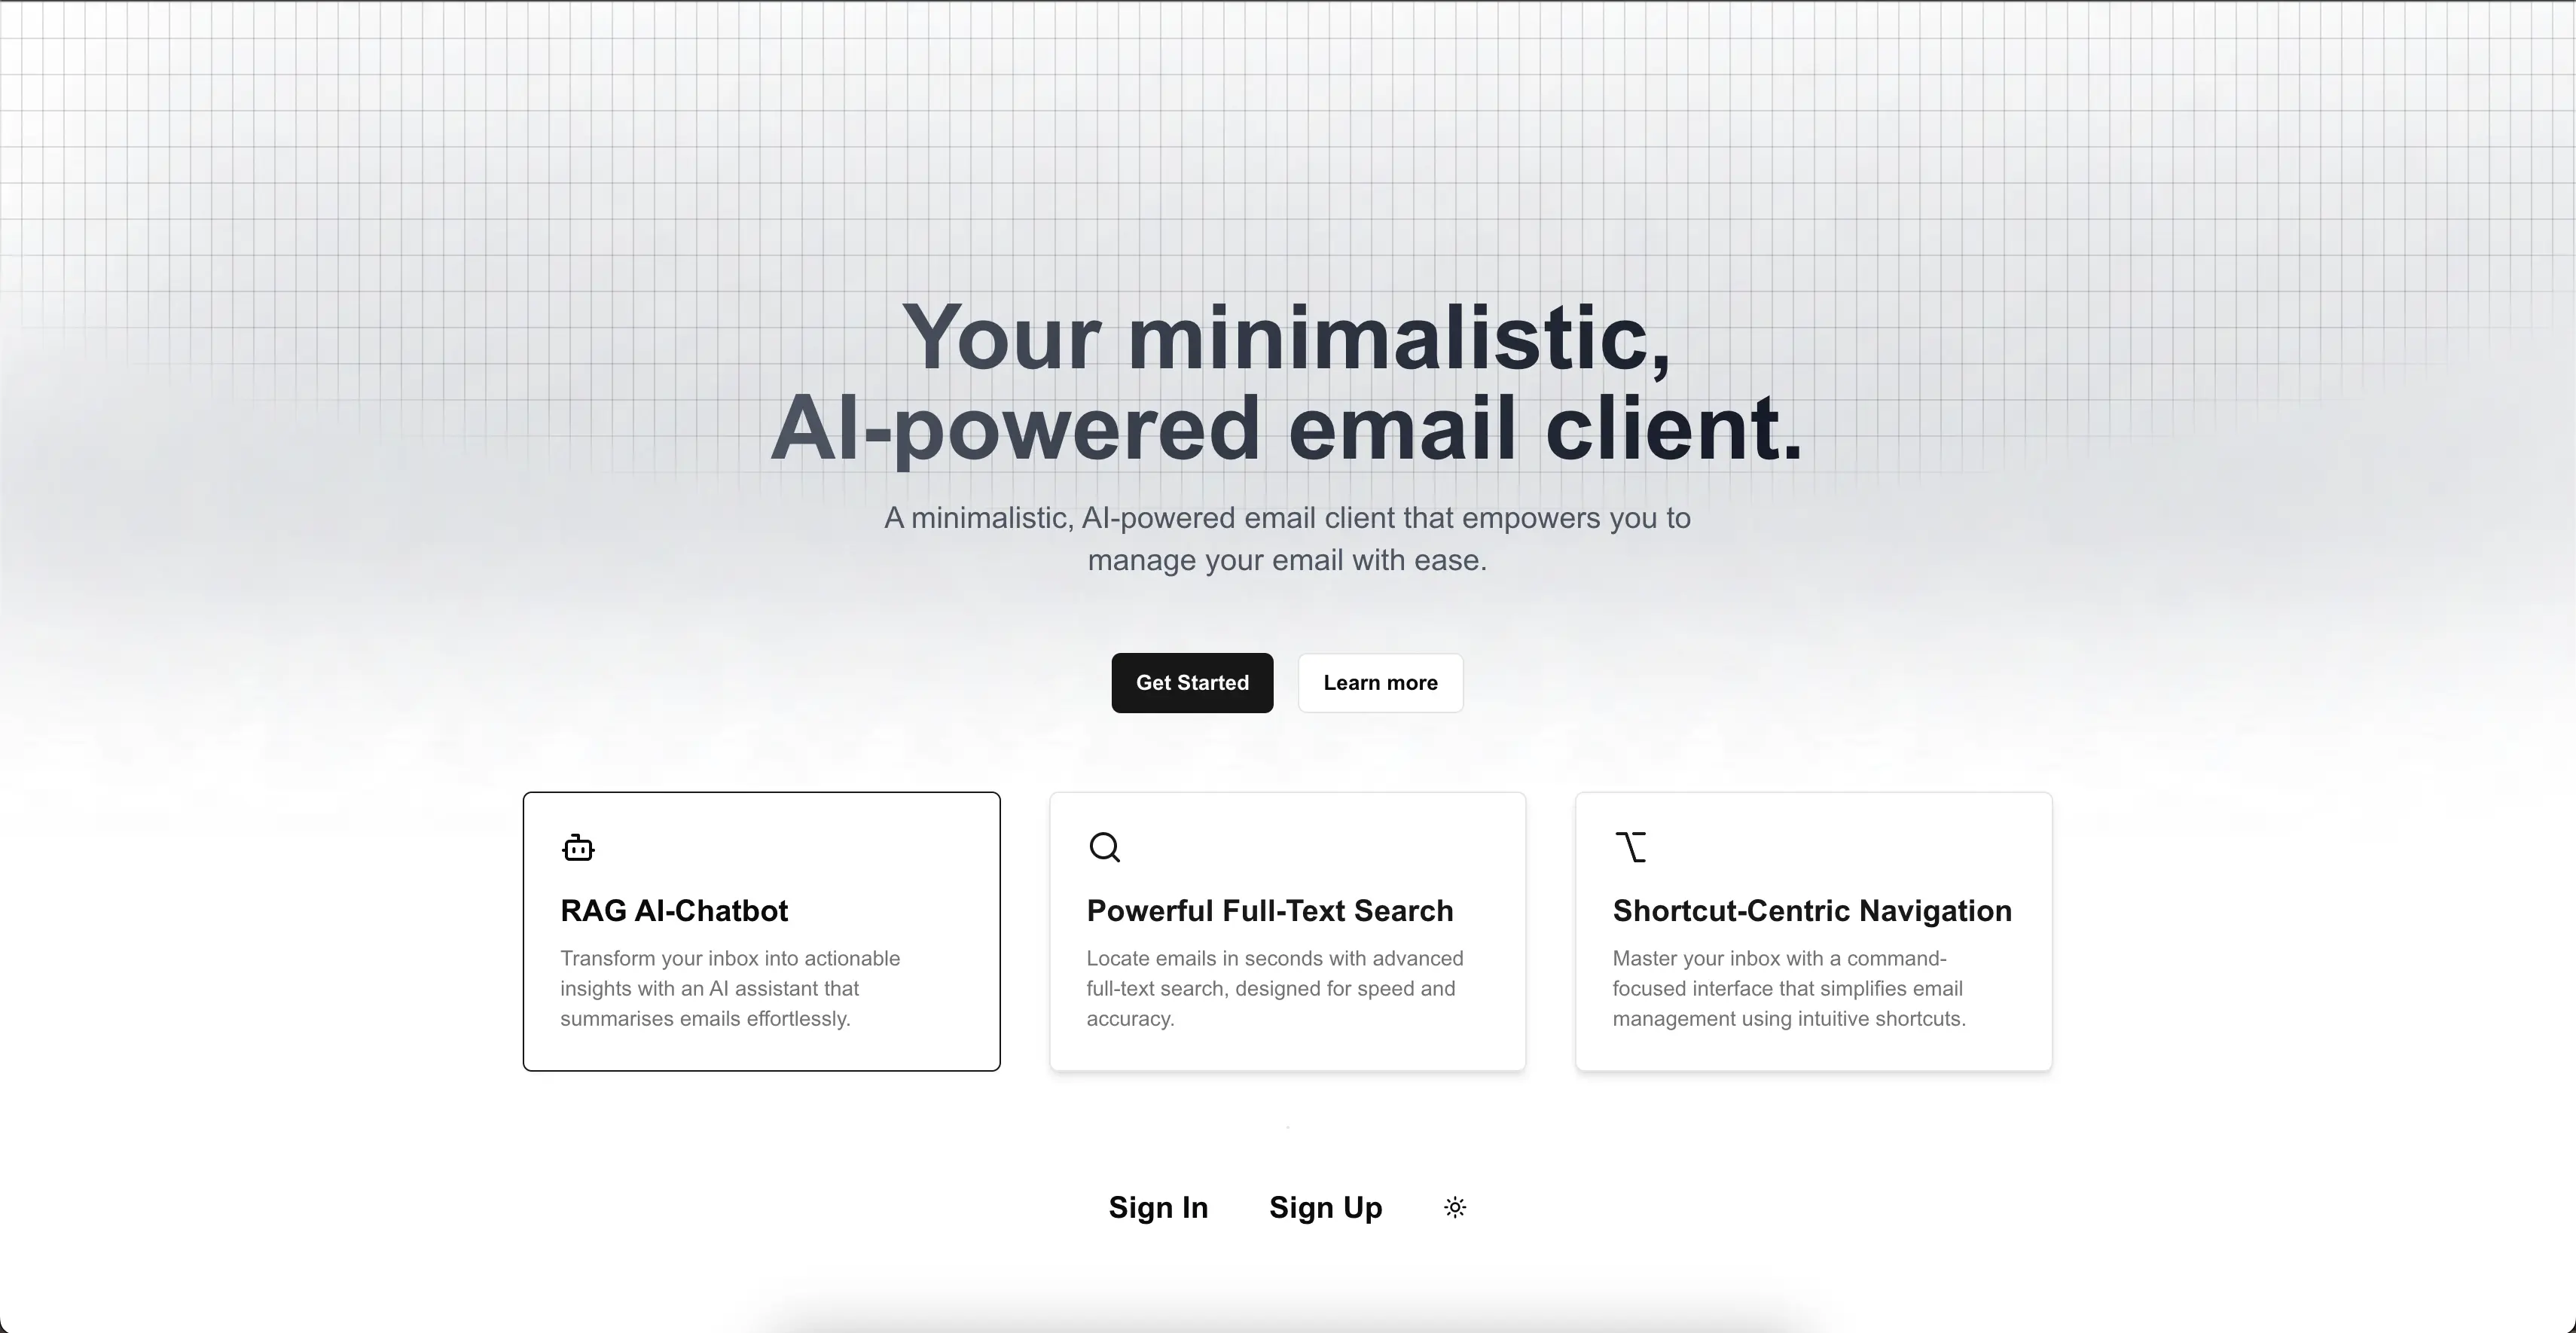 Your minimalistic,
AI-powered email client.
A minimalistic, AI-powered email client that empowers you to
manage your email with ease.
Get Started
Learn more
RAG AI-Chatbot
Transform your inbox into actionable
insights with an AI assistant that
summarises emails effortlessly.
Powerful Full-Text Search
Locate emails in seconds with advanced
full-text search, designed for speed and
accuracy.
Shortcut-Centric Navigation
Master your inbox with a command-
focused interface that simplifies email
management using intuitive shortcuts.
Sign In
Sign Up